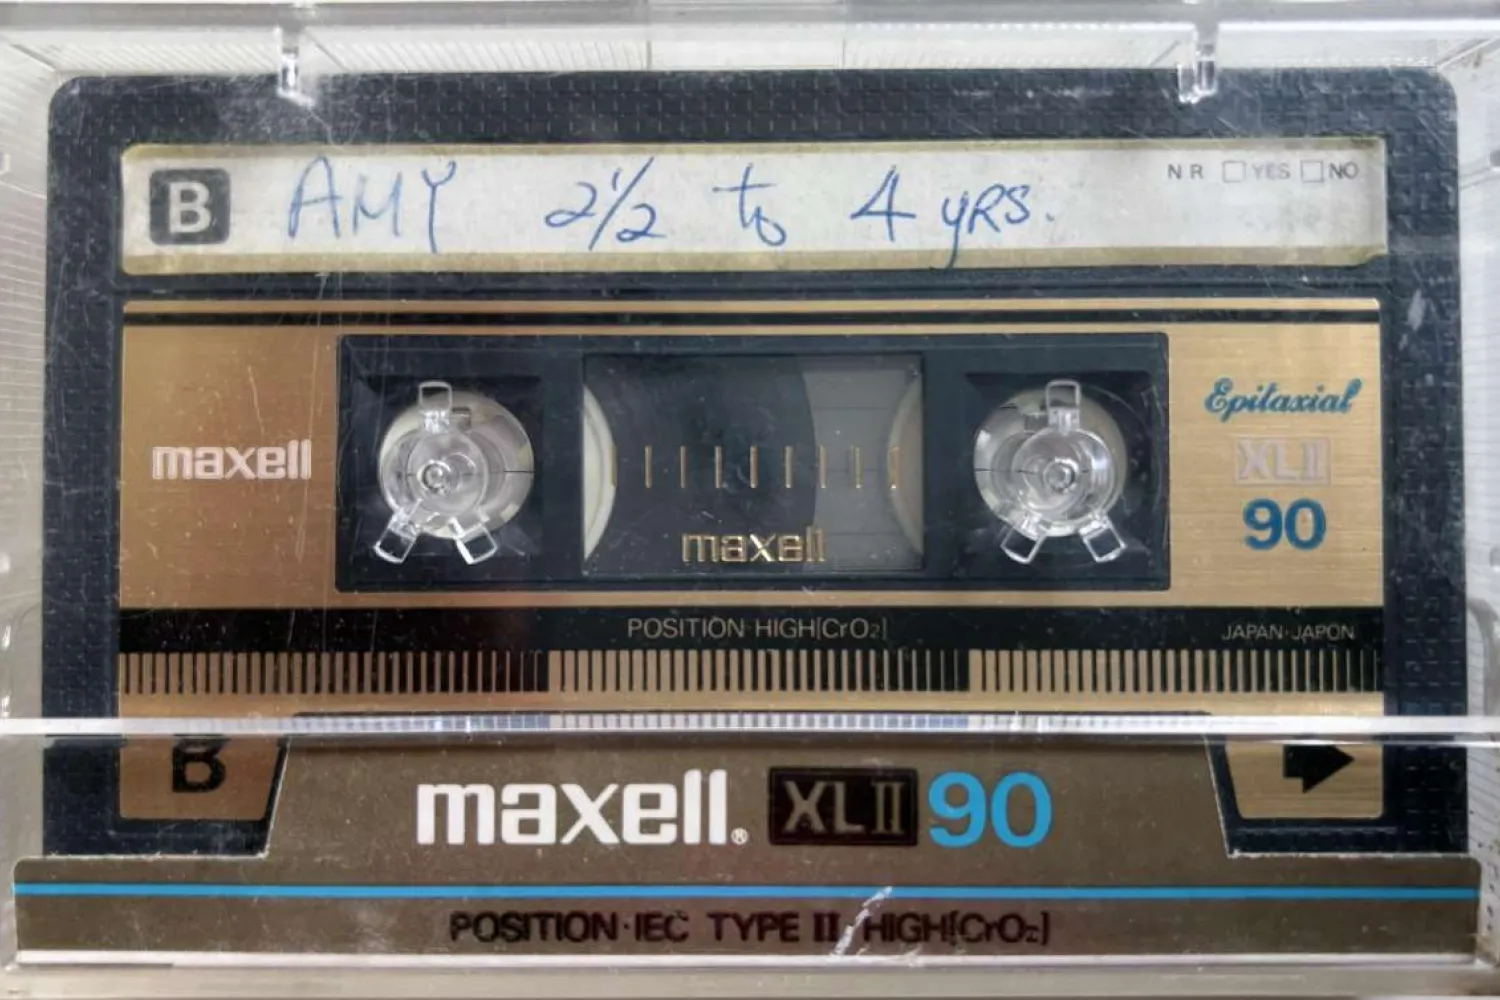 B AMY 2½ to 4 yRS. NR □YES □NO
Epitaxial
maxell
XLII
90
maxell
POSITION·HIGH[CrO₂]
JAPAN·JAPON
B
maxell® XLII 90
POSITION·IEC TYPE II HIGH[CrO₂]